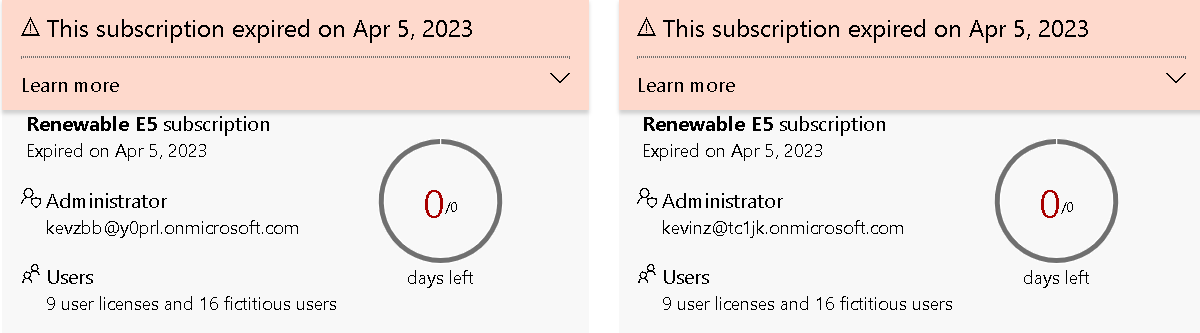 This subscription expired on Apr 5, 2023
Learn more
Renewable E5 subscription
Expired on Apr 5, 2023
Administrator
kevzbb@y0prl.onmicrosoft.com
0/0
days left
Users
9 user licenses and 16 fictitious users
This subscription expired on Apr 5, 2023
Learn more
Renewable E5 subscription
Expired on Apr 5, 2023
Administrator
kevinz@tc1jk.onmicrosoft.com
0/0
days left
Users
9 user licenses and 16 fictitious users